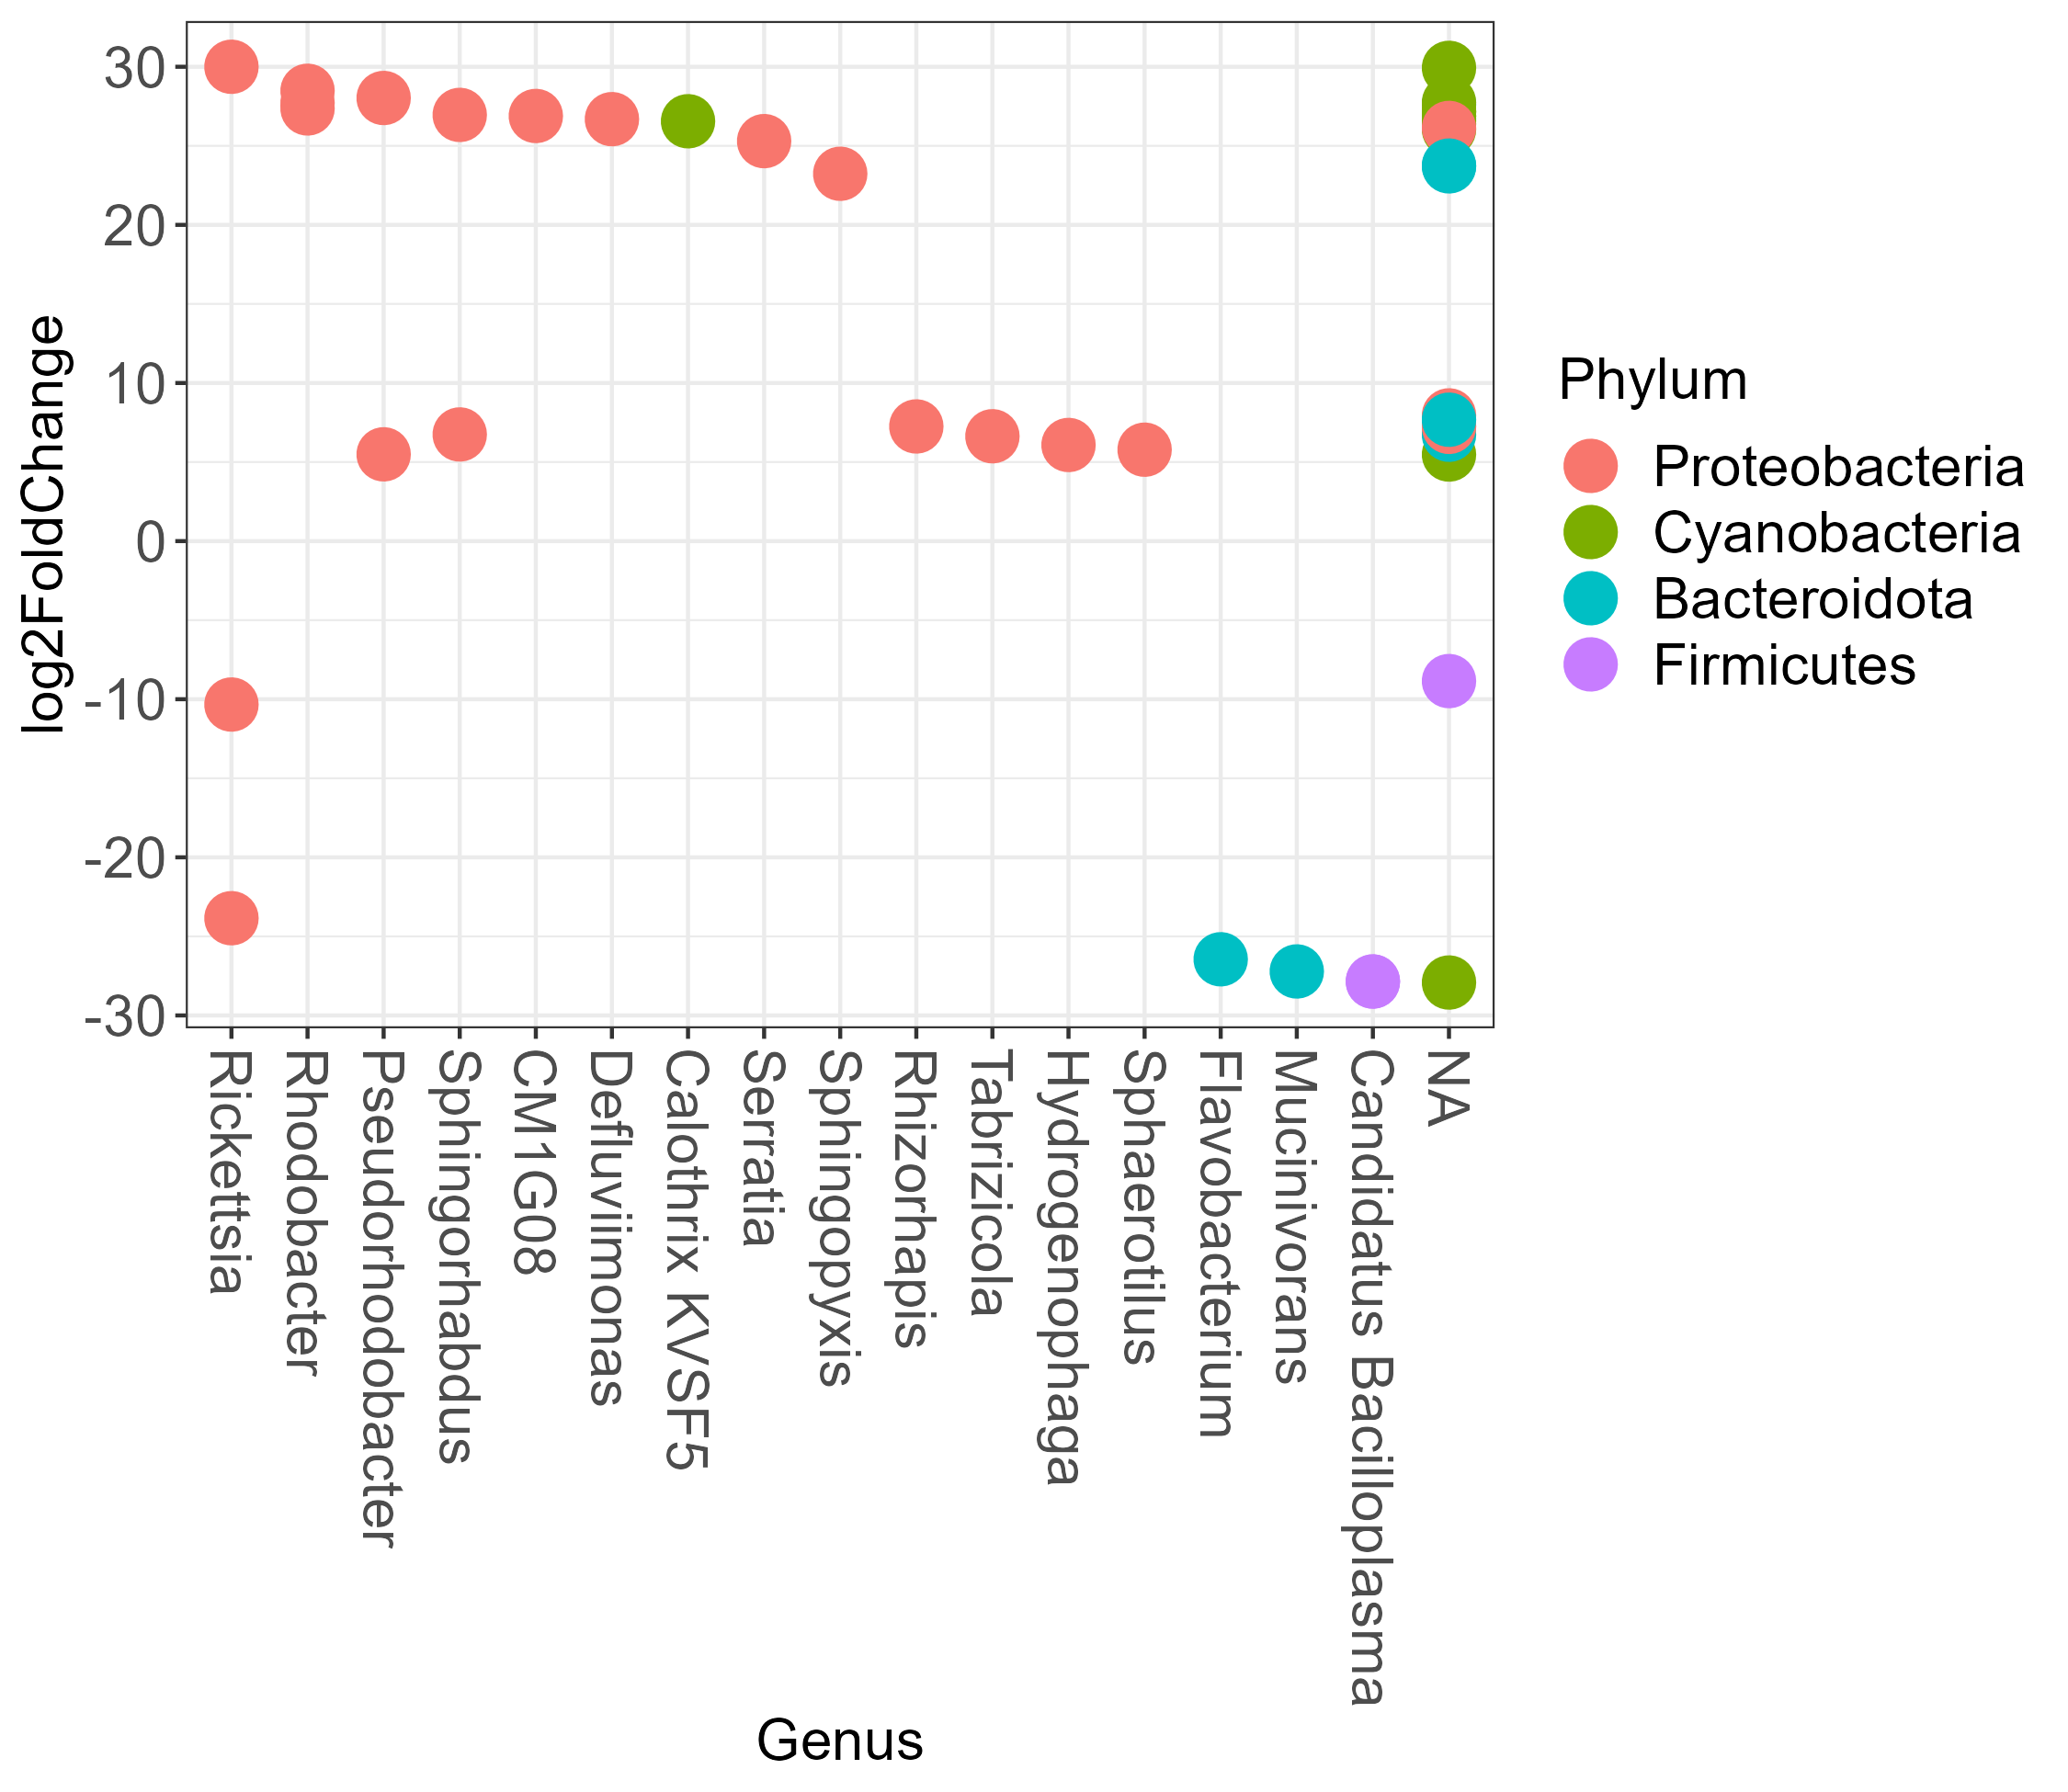 log2FoldChange
30
20
10
0
-10
-20
-30
Rickettsia
Rhodobacter
Pseudorhodobacter
Sphingorhabdus
CM1G08
Defluviimonas
Calothrix KVSF5
Serratia
Sphingopyxis
Rhizorhapis
Tabrizicola
Hydrogenophaga
Sphaerotilus
Flavobacterium
Mucinivorans
Candidatus Bacilloplasma
NA
Genus
Phylum
Proteobacteria
Cyanobacteria
Bacteroidota
Firmicutes